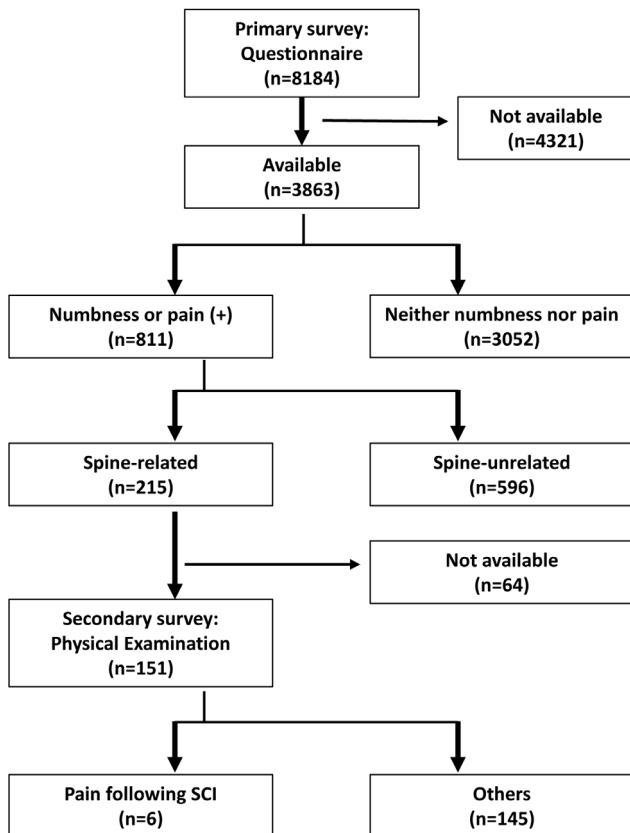 Primary survey:
Questionnaire
(n=8184)
Not available
(n=4321)
Available
(n=3863)
Numbness or pain (+)
(n=811)
Neither numbness nor pain
(n=3052)
Spine-related
(n=215)
Spine-unrelated
(n=596)
Not available
(n=64)
Secondary survey:
Physical Examination
(n=151)
Pain following SCI
(n=6)
Others
(n=145)